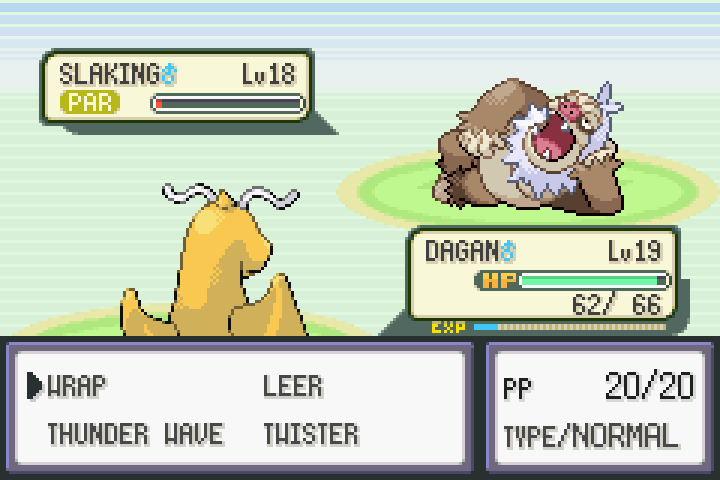 SLAKING♂ Lv18
PAR
DAGAN♂ Lv19
HP
62/ 66
EXP
▶WRAP LEER
THUNDER WAVE TWISTER
PP 20/20
TYPE/NORMAL